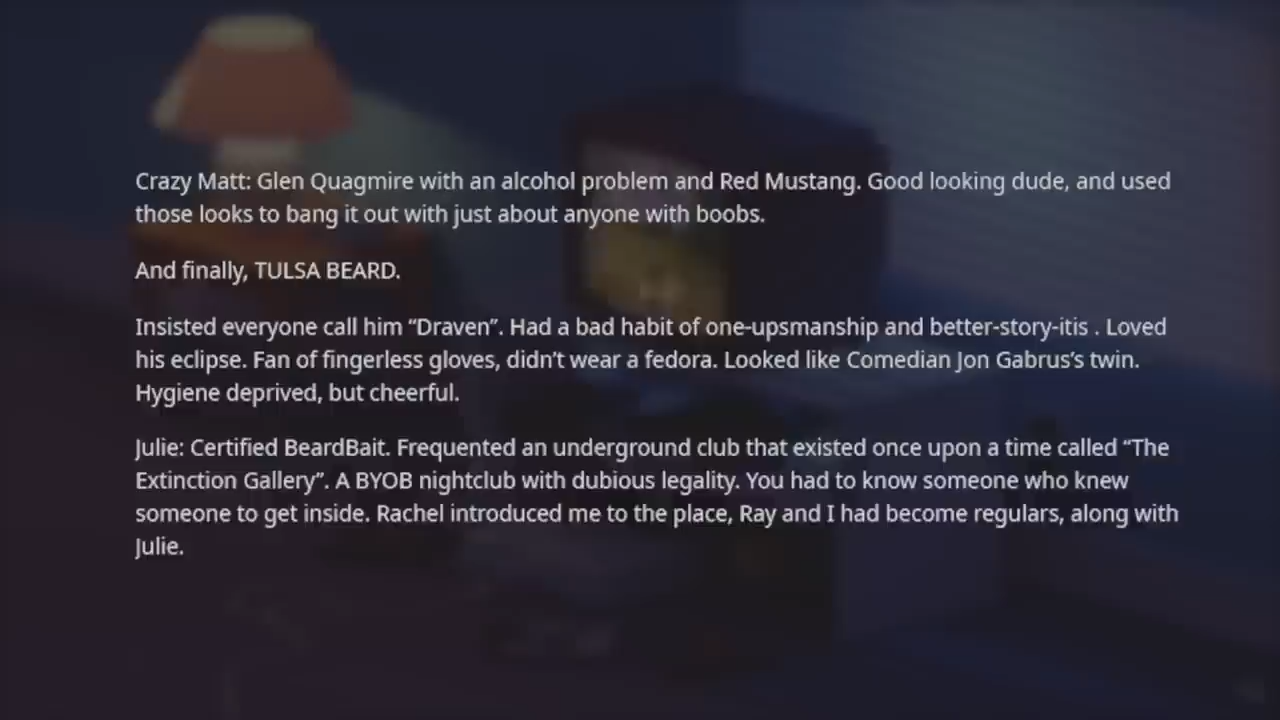 Crazy Matt: Glen Quagmire with an alcohol problem and Red Mustang. Good looking dude, and used
those looks to bang it out with just about anyone with boobs.
And finally, TULSA BEARD.
Insisted everyone call him “Draven”. Had a bad habit of one-upsmanship and better-story-itis . Loved
his eclipse. Fan of fingerless gloves, didn’t wear a fedora. Looked like Comedian Jon Gabrus’s twin.
Hygiene deprived, but cheerful.
Julie: Certified BeardBait. Frequented an underground club that existed once upon a time called “The
Extinction Gallery”. A BYOB nightclub with dubious legality. You had to know someone who knew
someone to get inside. Rachel introduced me to the place, Ray and I had become regulars, along with
Julie.